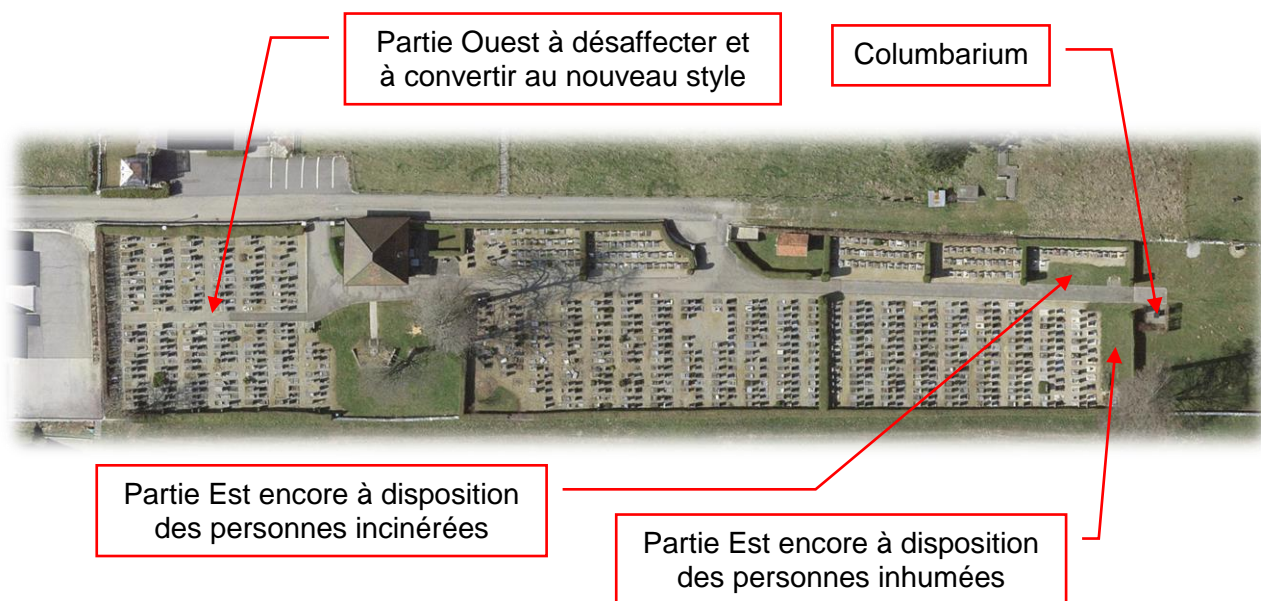 Partie Ouest à désaffecter et
à convertir au nouveau style
Columbarium
Partie Est encore à disposition
des personnes incinérées
Partie Est encore à disposition
des personnes inhumées